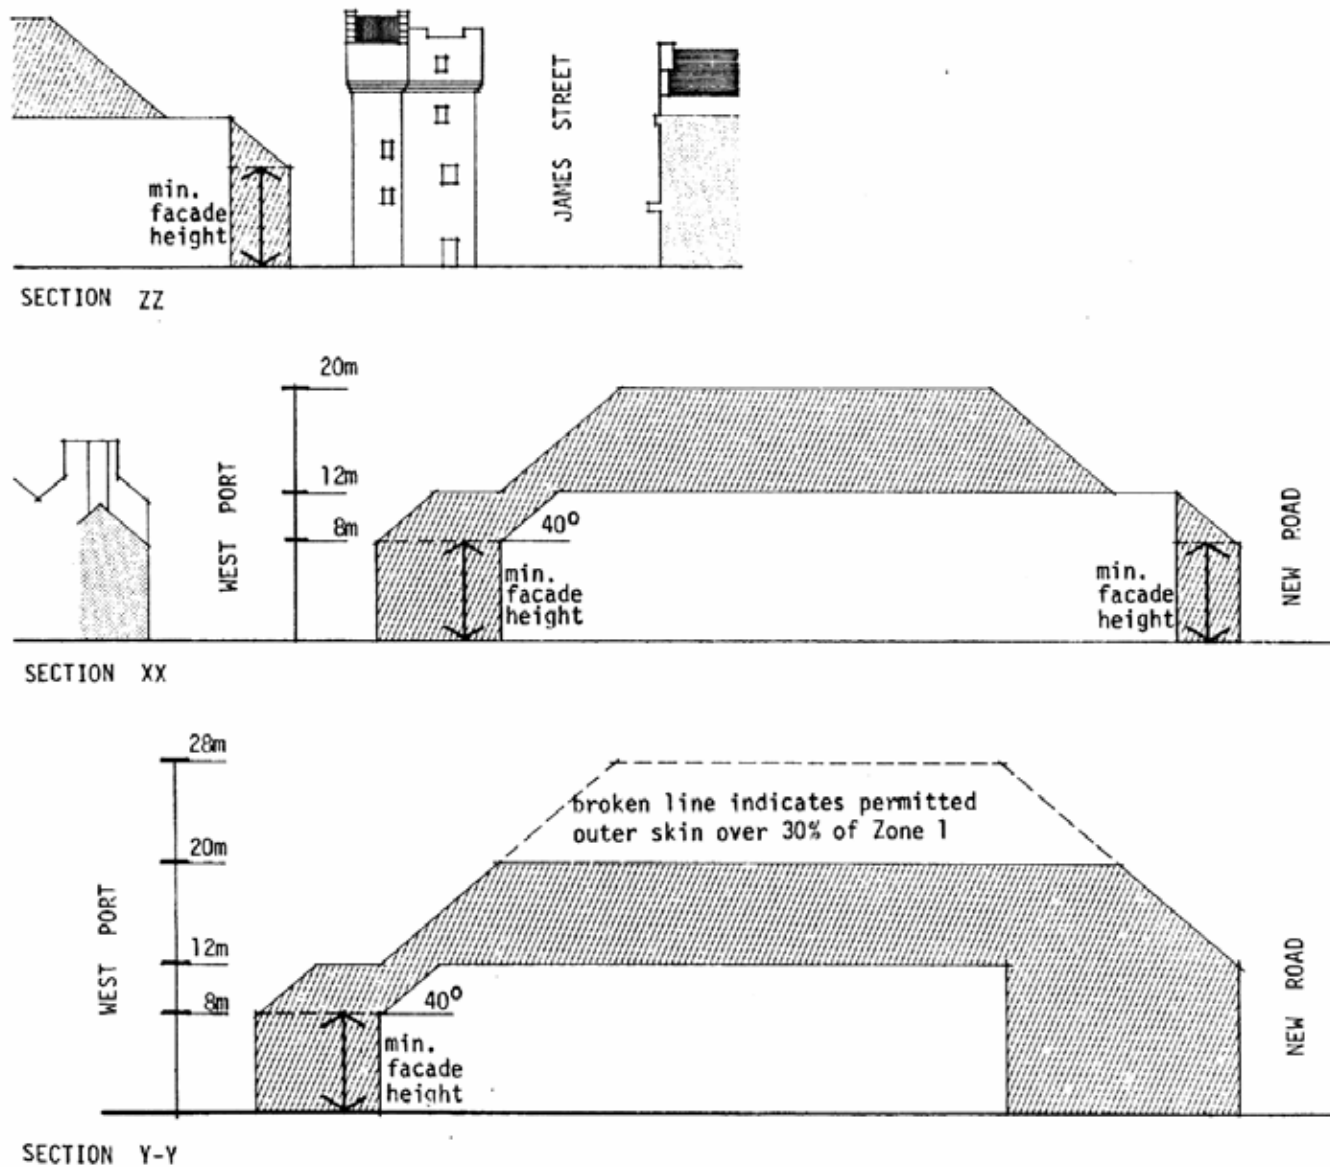 JAMES STREET
min.
facade
height
SECTION ZZ
20m
12m
8m
WEST PORT
40º
min.
facade
height
min.
facade
height
NEW ROAD
SECTION XX
28m
broken line indicates permitted
outer skin over 30% of Zone 1
20m
WEST PORT
12m
8m
40º
min.
facade
height
NEW ROAD
SECTION Y-Y